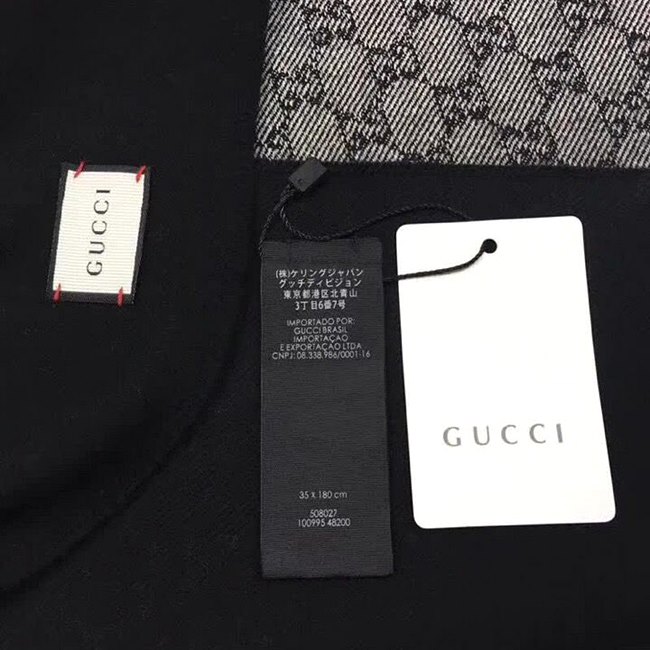 GUCCI
(株)ケリングジャパン
グッチディビジョン
東京都港区北青山
3丁目6番7号
IMPORTADO POR:
GUCCI BRASIL
IMPORTAÇAO
E EXPORTAÇAO LTDA
CNPJ: 08.338.986/0001-16
35 X 180 cm
508027
100995 48200
GUCCI